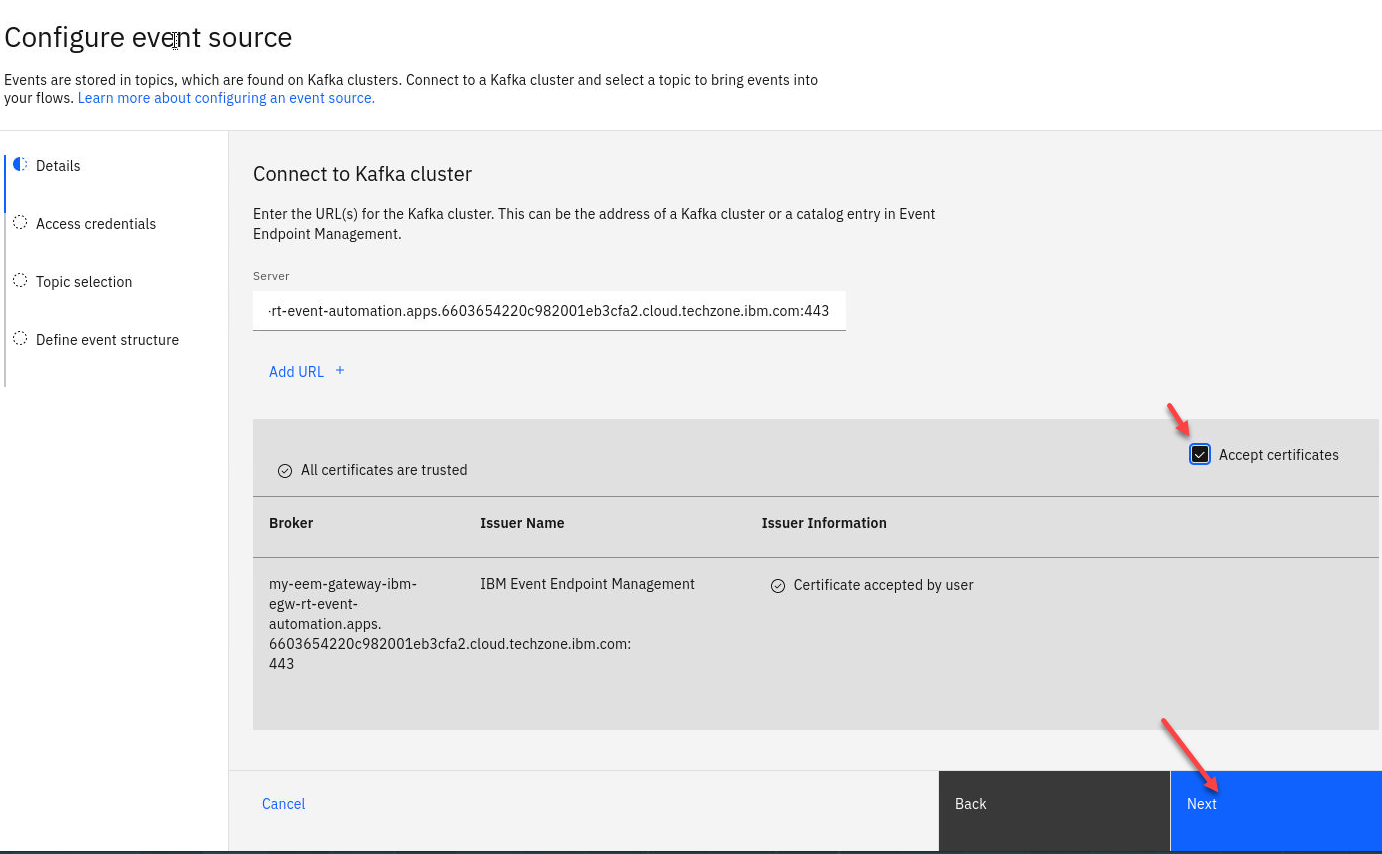 Configure event source
Events are stored in topics, which are found on Kafka clusters. Connect to a Kafka cluster and select a topic to bring events into
your flows. Learn more about configuring an event source.
Details
Access credentials
Topic selection
Define event structure
Connect to Kafka cluster
Enter the URL(s) for the Kafka cluster. This can be the address of a Kafka cluster or a catalog entry in Event
Endpoint Management.
Server
-rt-event-automation.apps.6603654220c982001eb3cfa2.cloud.techzone.ibm.com:443
Add URL +
All certificates are trusted
Accept certificates
Broker Issuer Name Issuer Information
my-eem-gateway-ibm- IBM Event Endpoint Management Certificate accepted by user
egw-rt-event-
automation.apps.
6603654220c982001eb3cfa2.cloud.techzone.ibm.com:
443
Cancel Back Next